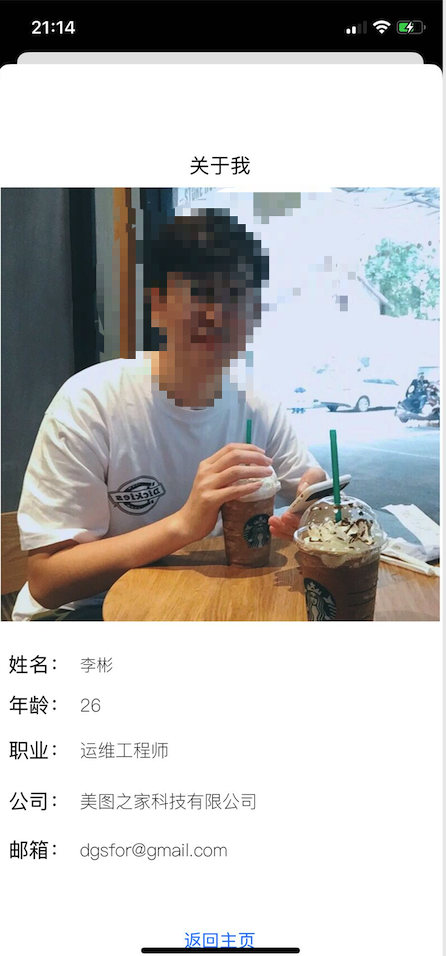 21:14
关于我
Dickies
姓名： 李彬
年龄： 26
职业： 运维工程师
公司： 美图之家科技有限公司
邮箱： dgsfor@gmail.com
返回主页